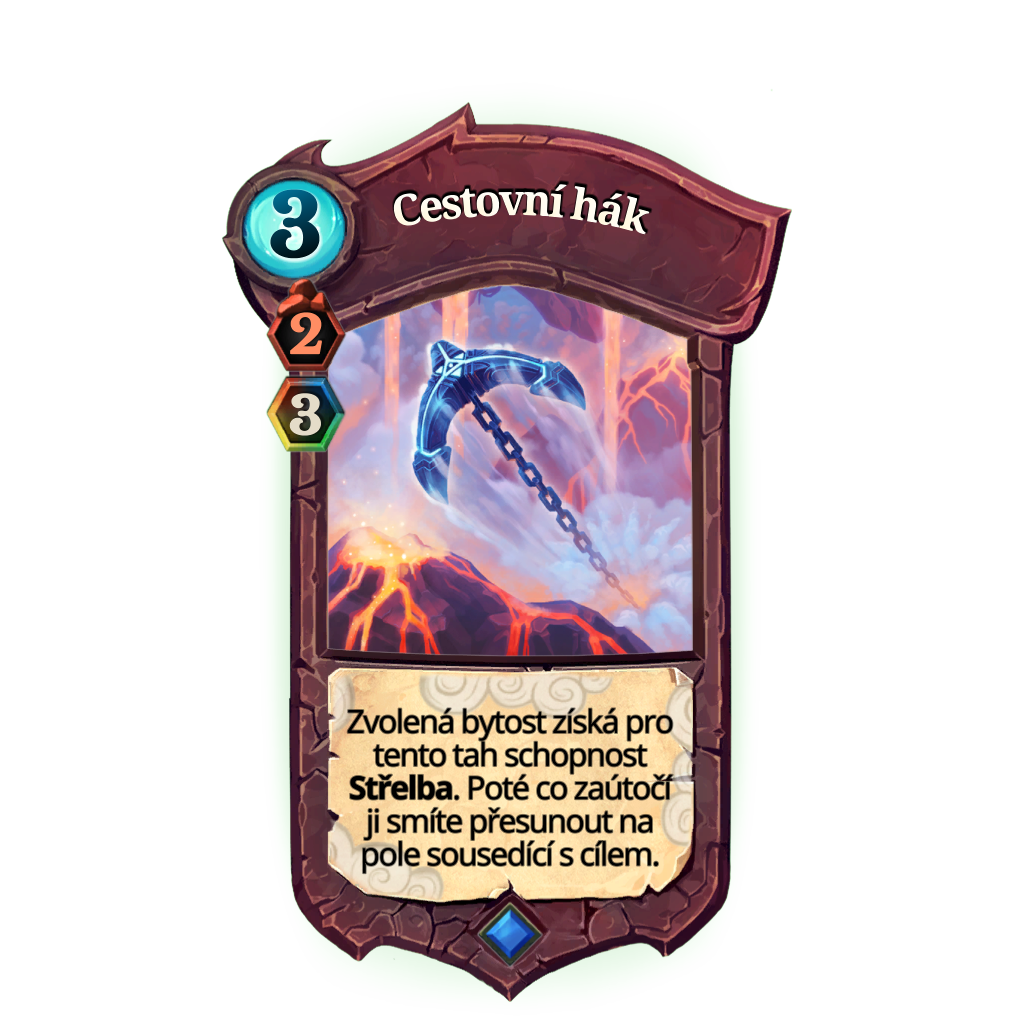 Cestovní hák
3
2
3
Zvolená bytost získá pro
tento tah schopnost
Střelba. Poté co zaútočí
ji smíte přesunout na
pole sousedící s cílem.